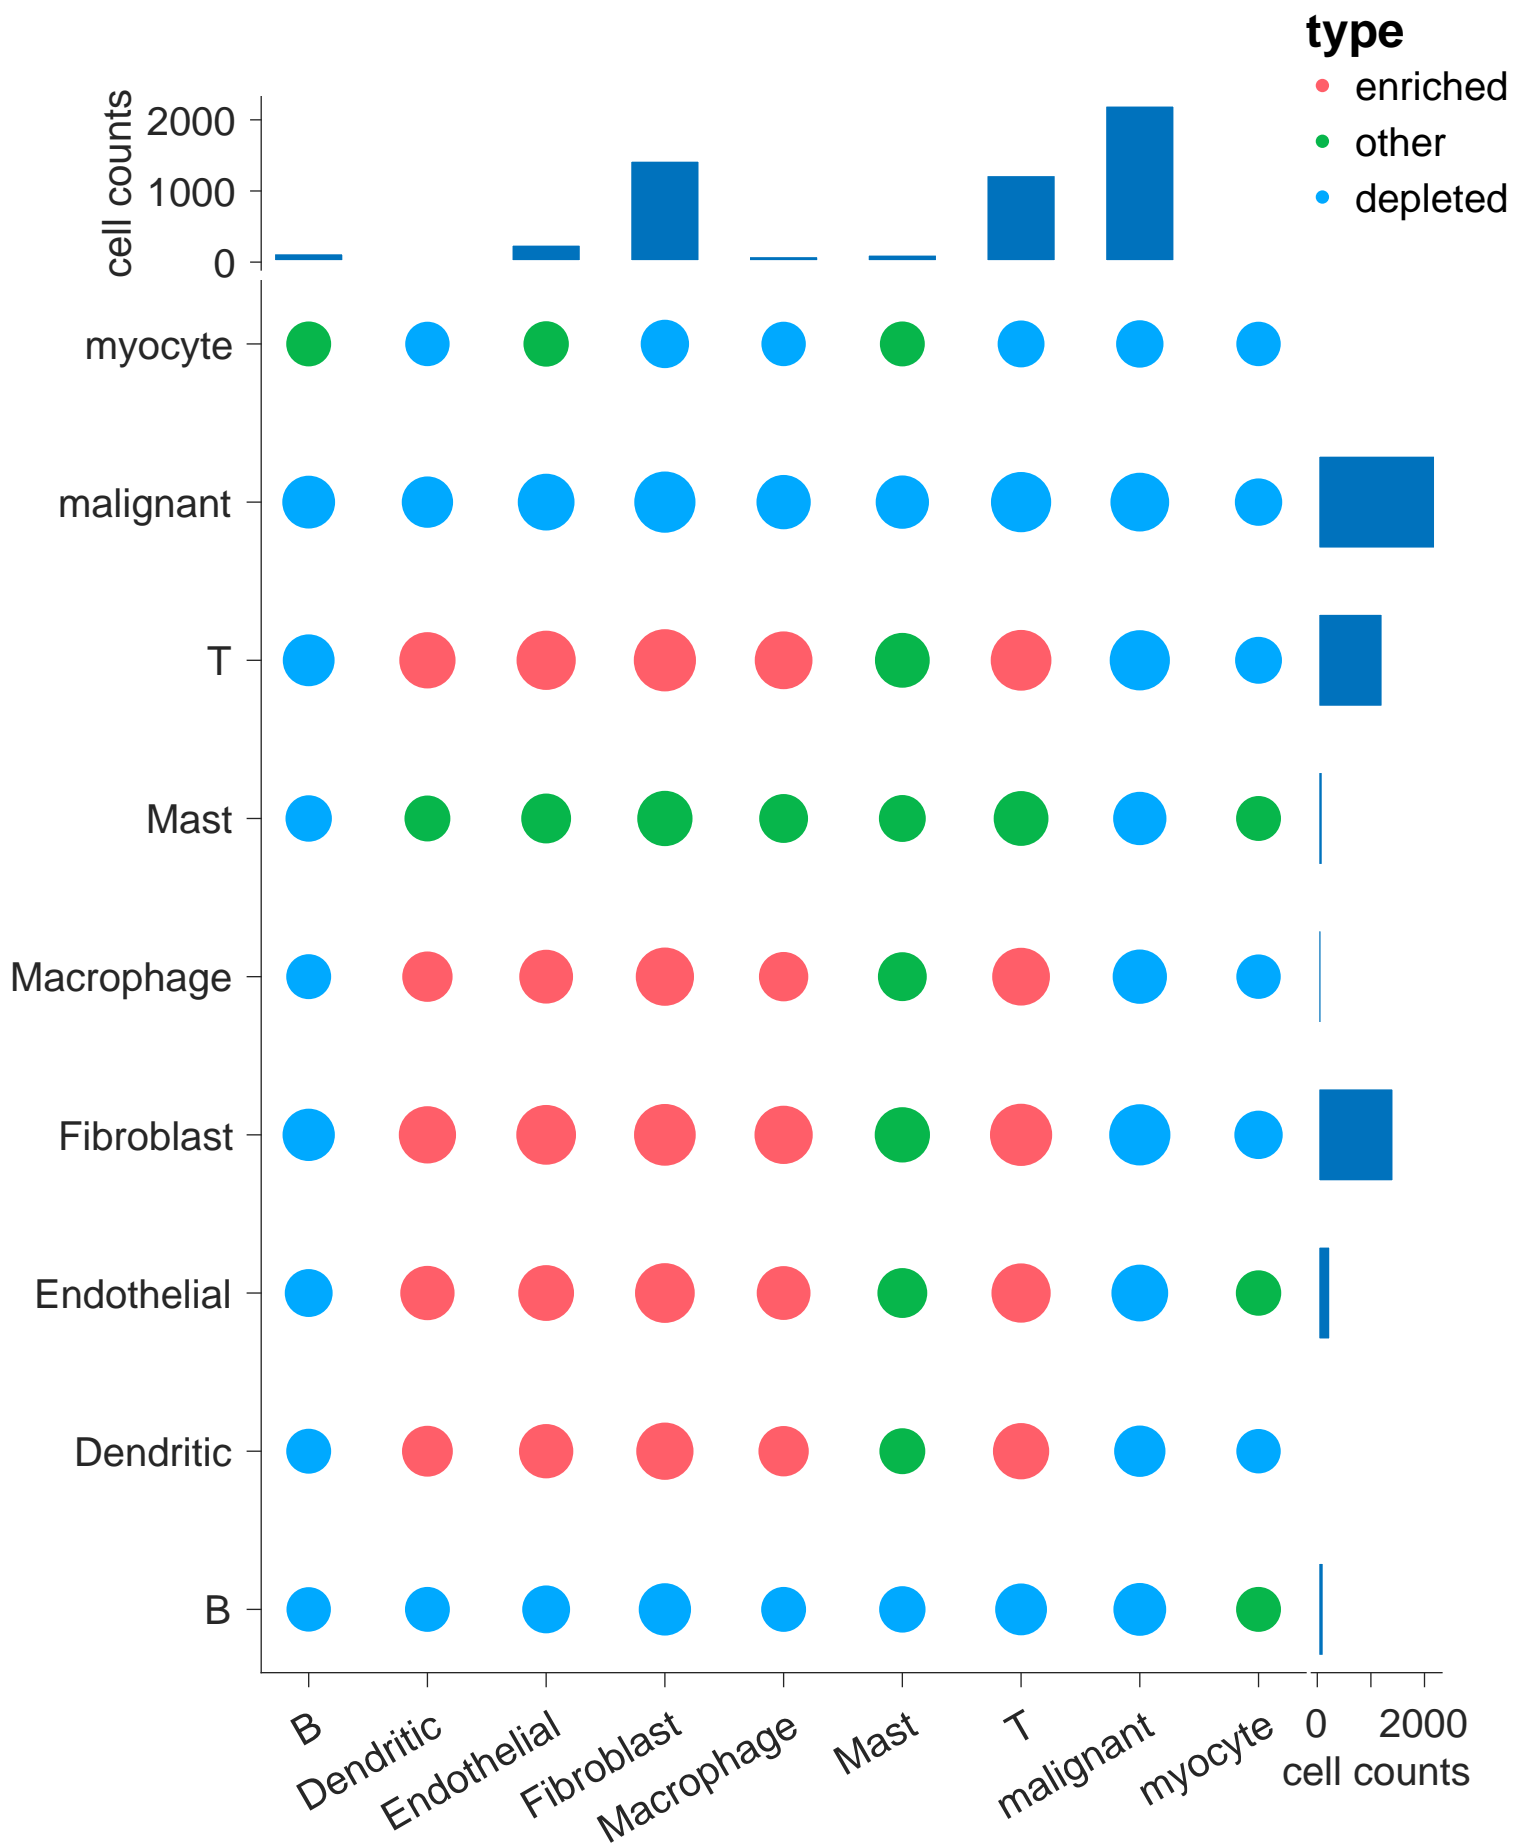 type
enriched
other
depleted
cell counts
2000
1000
0
myocyte
malignant
T
Mast
Macrophage
Fibroblast
Endothelial
Dendritic
B
B
Dendritic
Endothelial
Fibroblast
Macrophage
Mast
T
malignant
myocyte
0 2000
cell counts